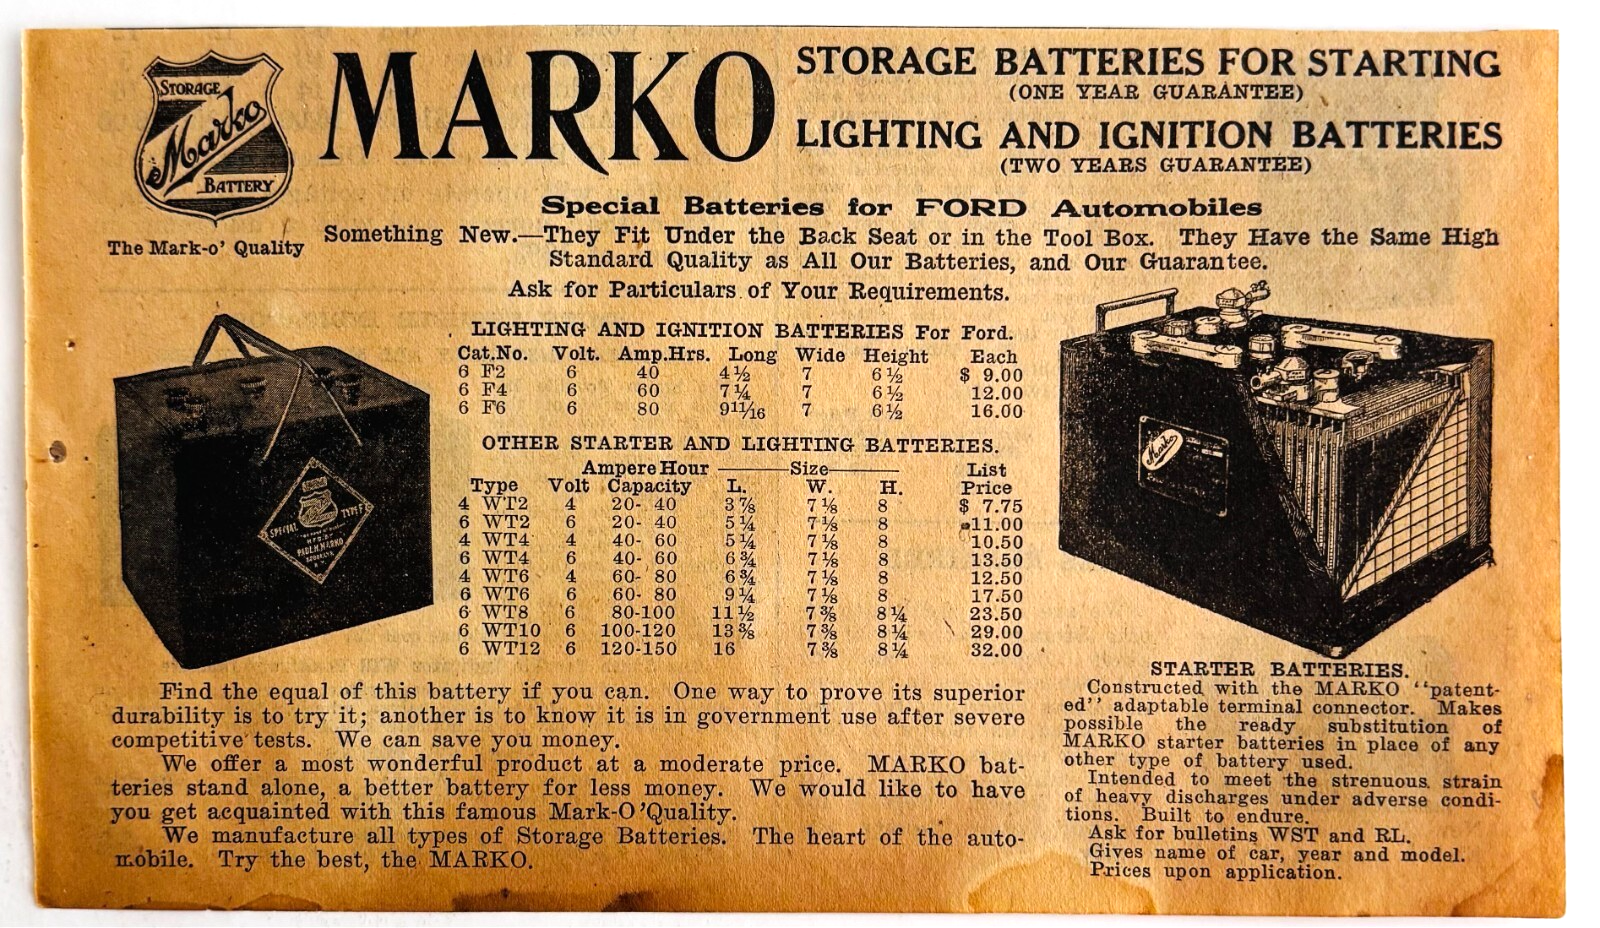 STORAGE
Marko
BATTERY
The Mark-o' Quality
MARKO
STORAGE BATTERIES FOR STARTING
(ONE YEAR GUARANTEE)
LIGHTING AND IGNITION BATTERIES
(TWO YEARS GUARANTEE)
Special Batteries for FORD Automobiles
Something New.—They Fit Under the Back Seat or in the Tool Box. They Have the Same High
Standard Quality as All Our Batteries, and Our Guarantee.
Ask for Particulars of Your Requirements.
LIGHTING AND IGNITION BATTERIES For Ford.
Cat.No. Volt. Amp.Hrs. Long Wide Height Each
6 F2 6 40 4½ 7 6½ $ 9.00
6 F4 6 60 7¼ 7 6½ 12.00
6 F6 6 80 9 11/16 7 6½ 16.00
OTHER STARTER AND LIGHTING BATTERIES.
Ampere Hour ——Size—— List
Type Volt Capacity L. W. H. Price
4 WT2 4 20- 40 3⅞ 7⅛ 8 $ 7.75
6 WT2 6 20- 40 5¼ 7⅛ 8 11.00
4 WT4 4 40- 60 5¼ 7⅛ 8 10.50
6 WT4 6 40- 60 6¾ 7⅛ 8 13.50
4 WT6 4 60- 80 6¾ 7⅛ 8 12.50
6 WT6 6 60- 80 9¼ 7⅛ 8 17.50
6 WT8 6 80-100 11½ 7⅜ 8¼ 23.50
6 WT10 6 100-120 13⅜ 7⅜ 8¼ 29.00
6 WT12 6 120-150 16 7⅜ 8¼ 32.00
SPECIAL TYPE F
MFG. BY
PAUL M. MARKO
BROOKLYN
Marko
Find the equal of this battery if you can. One way to prove its superior
durability is to try it; another is to know it is in government use after severe
competitive tests. We can save you money.
We offer a most wonderful product at a moderate price. MARKO bat-
teries stand alone, a better battery for less money. We would like to have
you get acquainted with this famous Mark-O'Quality.
We manufacture all types of Storage Batteries. The heart of the auto-
mobile. Try the best, the MARKO.
STARTER BATTERIES.
Constructed with the MARKO "patent-
ed" adaptable terminal connector. Makes
possible the ready substitution of
MARKO starter batteries in place of any
other type of battery used.
Intended to meet the strenuous strain
of heavy discharges under adverse condi-
tions. Built to endure.
Ask for bulletins WST and RL.
Gives name of car, year and model.
Prices upon application.